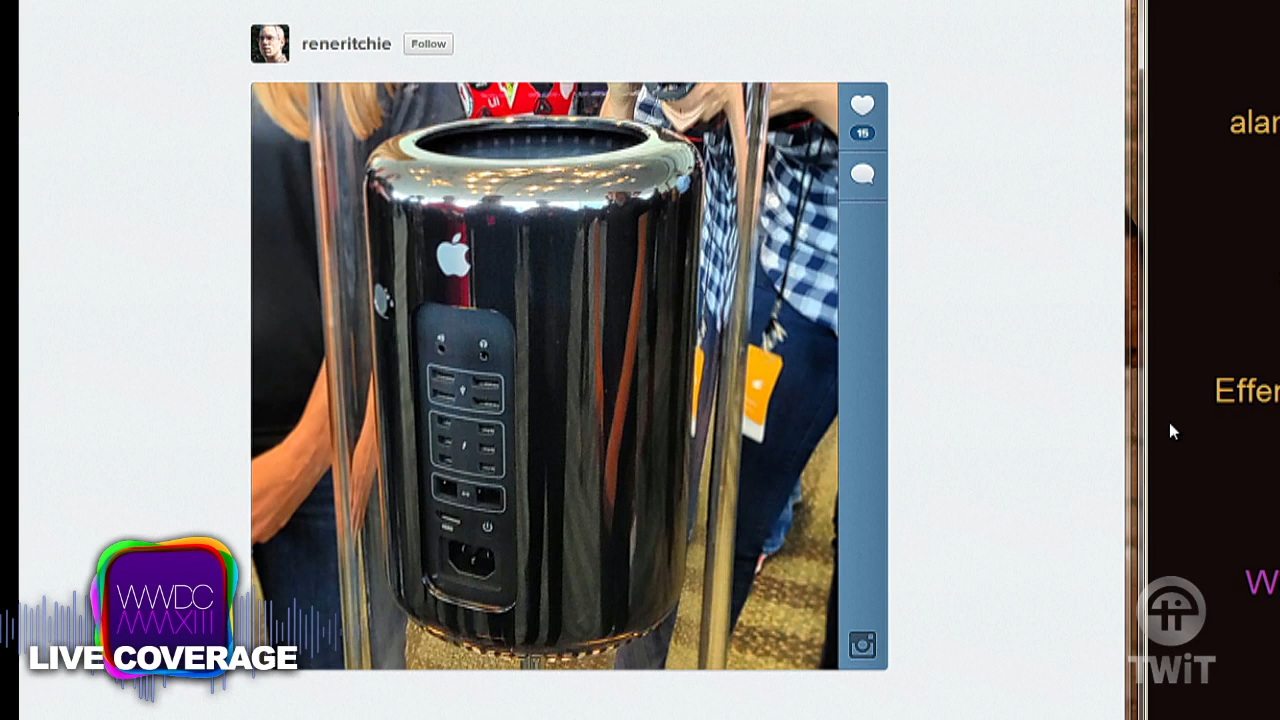 reneritchie
Follow
15
alar
Effer
W
WWDC
MMXIII
LIVE COVERAGE
TWiT